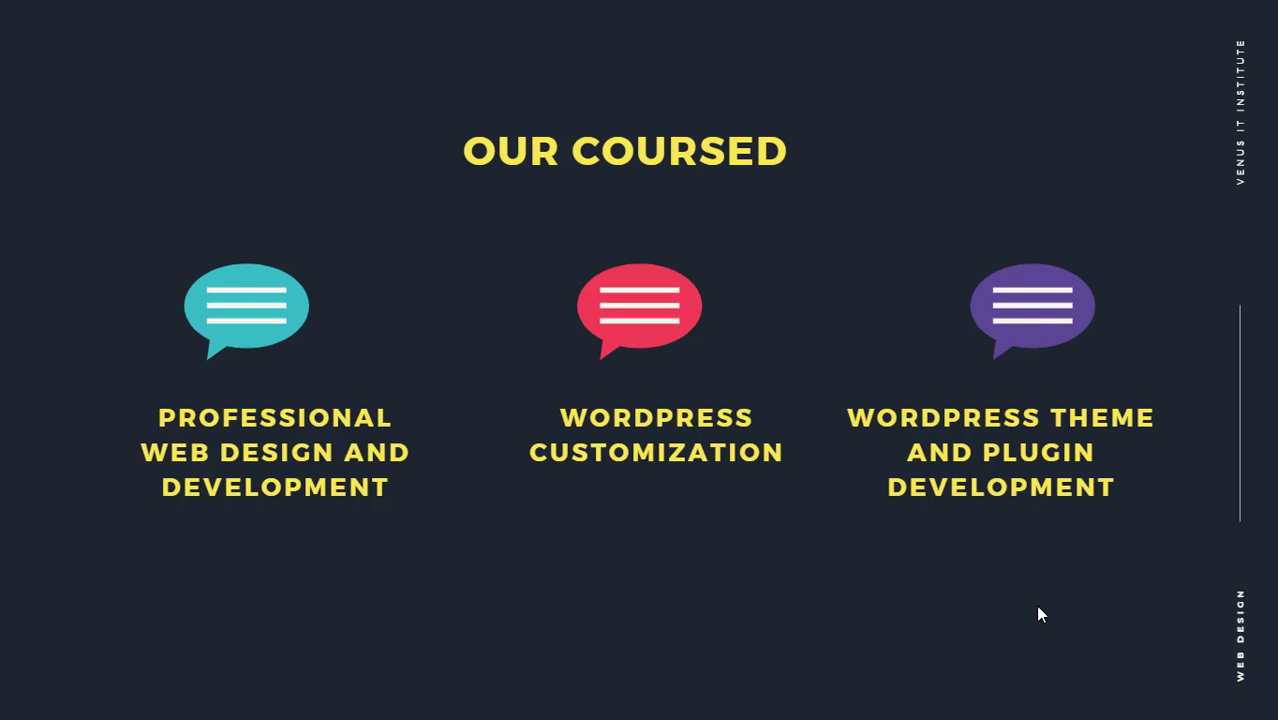 OUR COURSED
PROFESSIONAL
WEB DESIGN AND
DEVELOPMENT
WORDPRESS
CUSTOMIZATION
WORDPRESS THEME
AND PLUGIN
DEVELOPMENT
VENUS IT INSTITUTE
WEB DESIGN